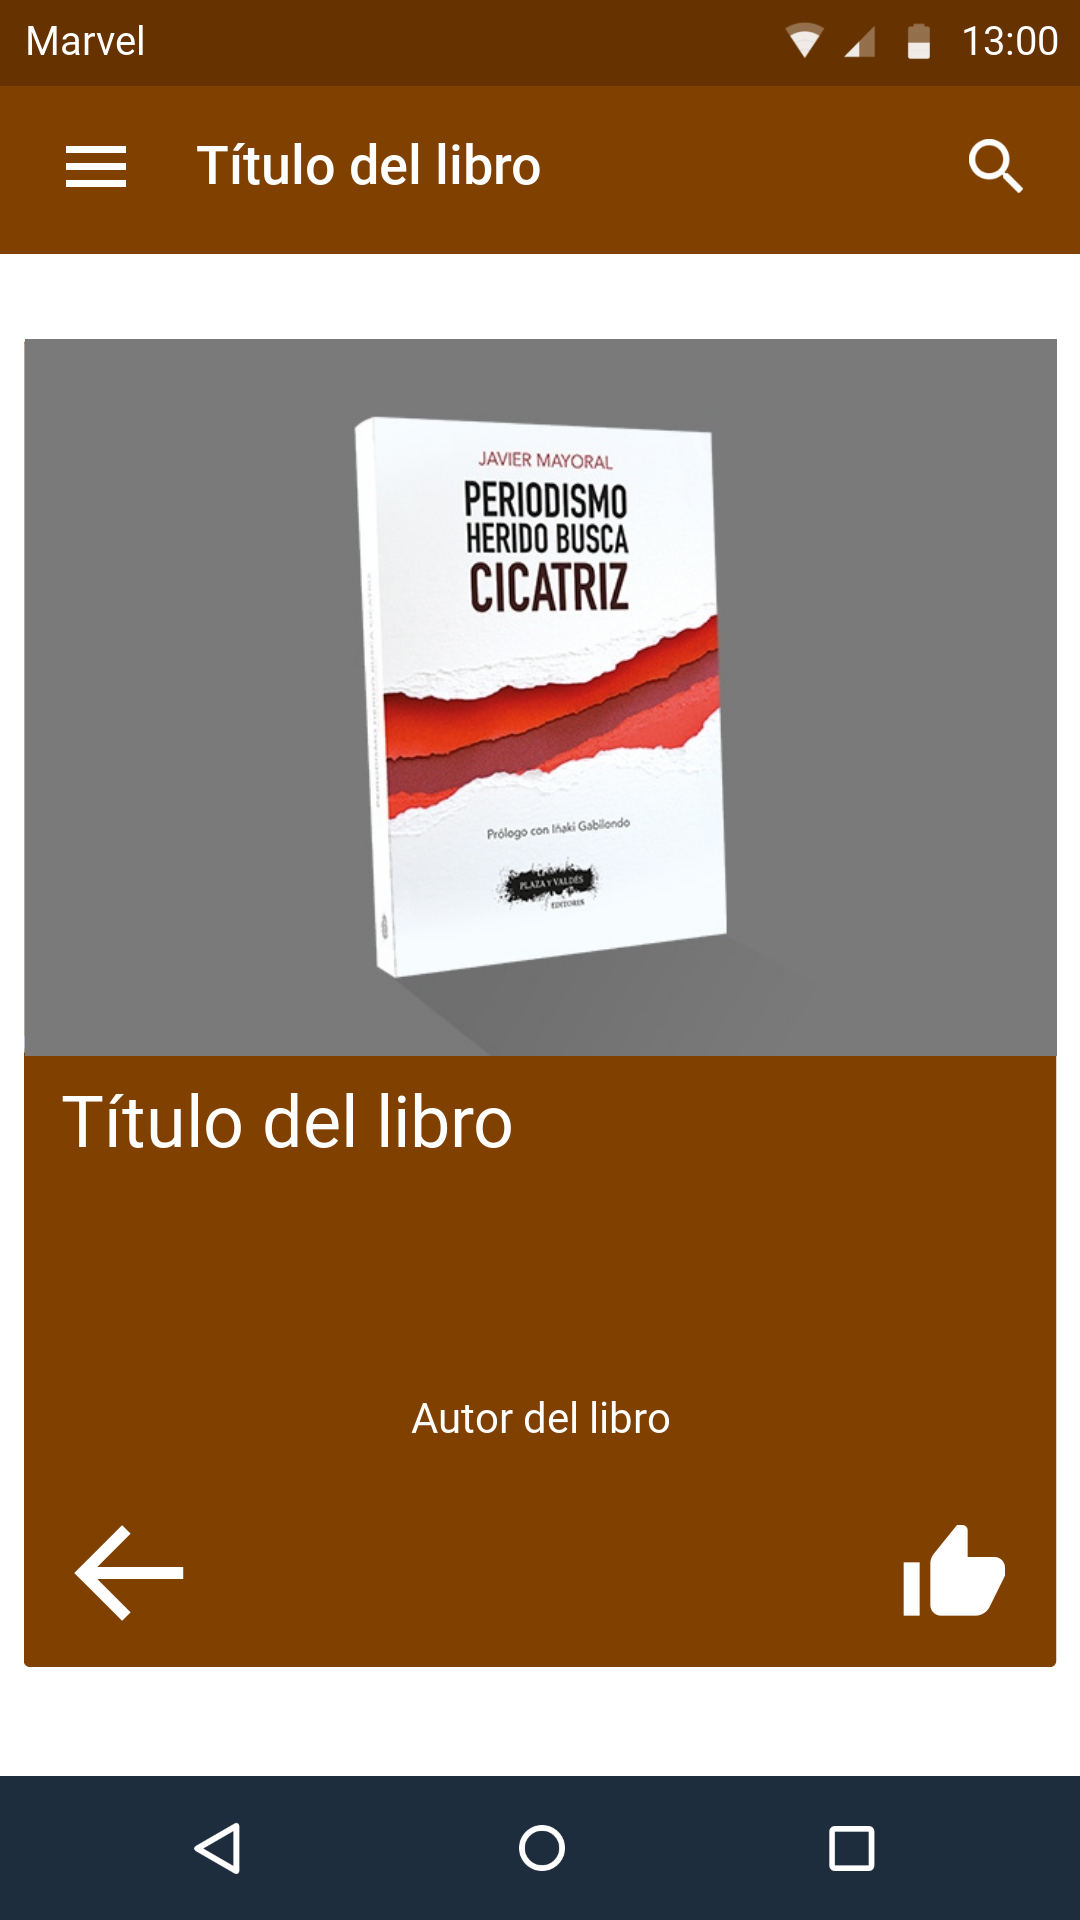 Marvel 13:00
Título del libro
JAVIER MAYORAL
PERIODISMO
HERIDO BUSCA
CICATRIZ
Prólogo con Iñaki Gabilondo
PLAZA Y VALDÉS
EDITORES
Título del libro
Autor del libro